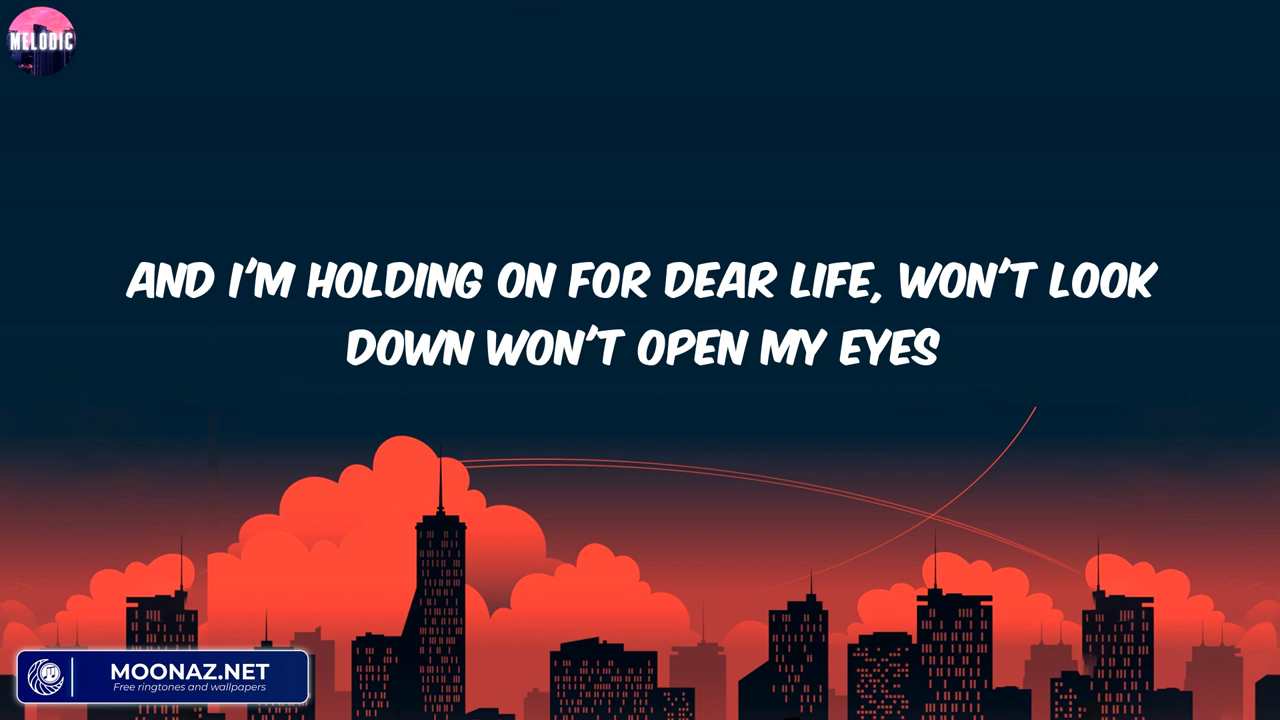 MELODIC
AND I'M HOLDING ON FOR DEAR LIFE, WON'T LOOK
DOWN WON'T OPEN MY EYES
MOONAZ.NET
Free ringtones and wallpapers